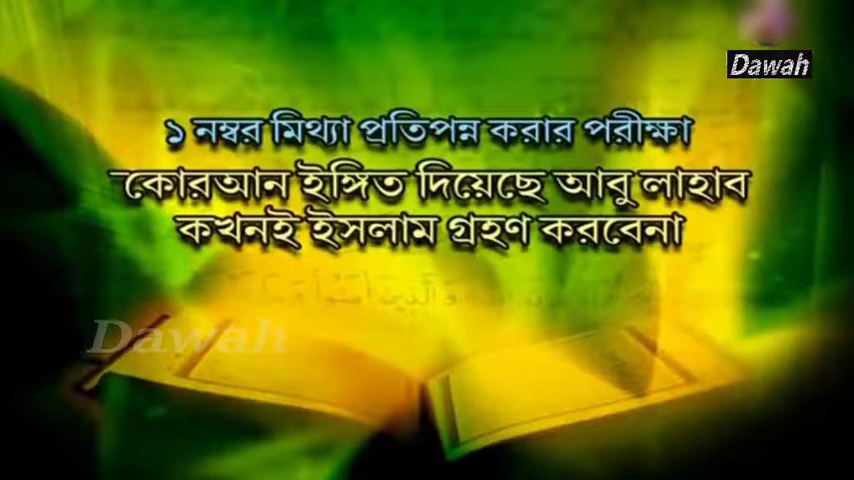 Dawah
১ নম্বর মিথ্যা প্রতিপন্ন করার পরীক্ষা
কোরআন ইঙ্গিত দিয়েছে আবু লাহাব
কখনই ইসলাম গ্রহণ করবেনা
Dawah